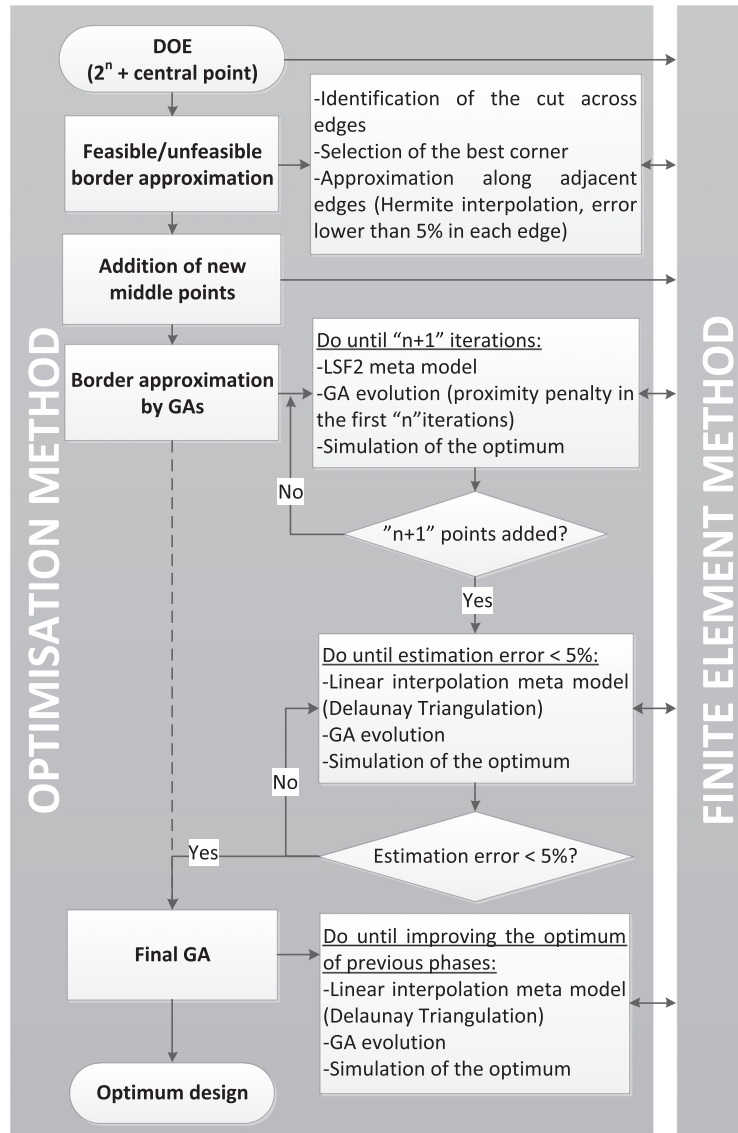 DOE
(2ⁿ + central point)
-Identification of the cut across
edges
-Selection of the best corner
-Approximation along adjacent
edges (Hermite interpolation, error
lower than 5% in each edge)
Feasible/unfeasible
border approximation
Addition of new
middle points
Border approximation
by GAs
Do until “n+1” iterations:
-LSF2 meta model
-GA evolution (proximity penalty in
the first “n”iterations)
-Simulation of the optimum
No
”n+1” points added?
Yes
Do until estimation error < 5%:
-Linear interpolation meta model
(Delaunay Triangulation)
-GA evolution
-Simulation of the optimum
No
Yes
Estimation error < 5%?
Final GA
Do until improving the optimum
of previous phases:
-Linear interpolation meta model
(Delaunay Triangulation)
-GA evolution
-Simulation of the optimum
Optimum design
OPTIMISATION METHOD
FINITE ELEMENT METHOD